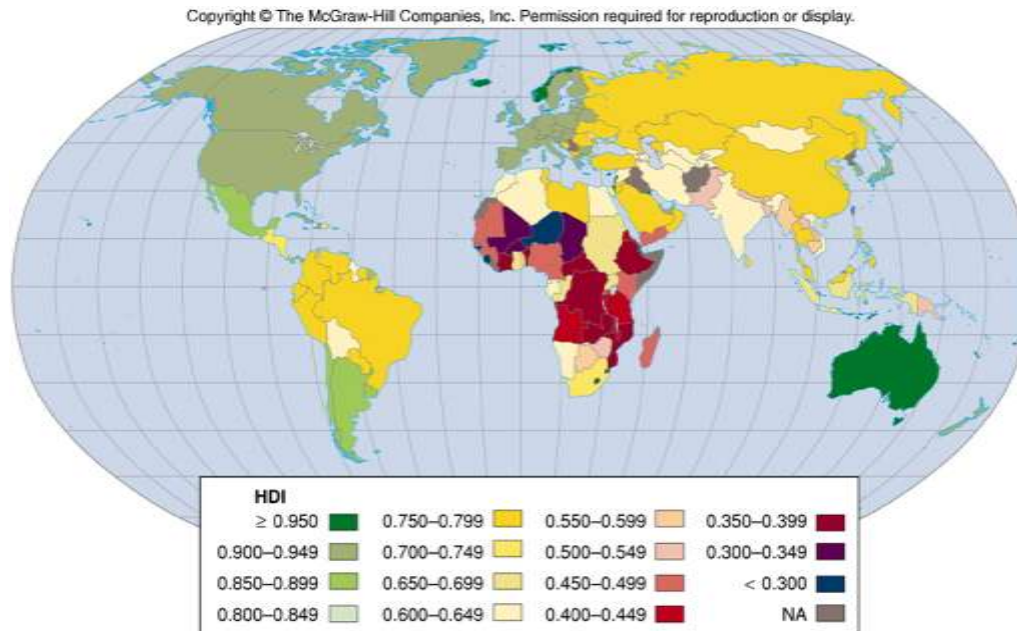 Copyright © The McGraw-Hill Companies, Inc. Permission required for reproduction or display.
HDI
≥ 0.950 0.750–0.799 0.550–0.599 0.350–0.399
0.900–0.949 0.700–0.749 0.500–0.549 0.300–0.349
0.850–0.899 0.650–0.699 0.450–0.499 < 0.300
0.800–0.849 0.600–0.649 0.400–0.449 NA